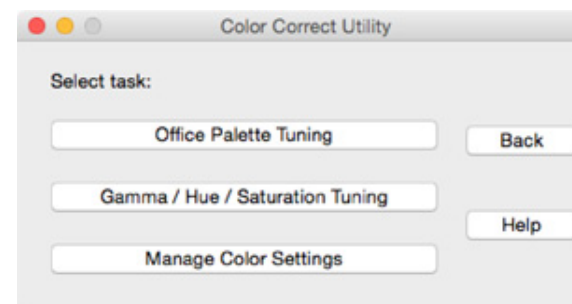 Color Correct Utility
Select task:
Office Palette Tuning
Back
Gamma / Hue / Saturation Tuning
Help
Manage Color Settings